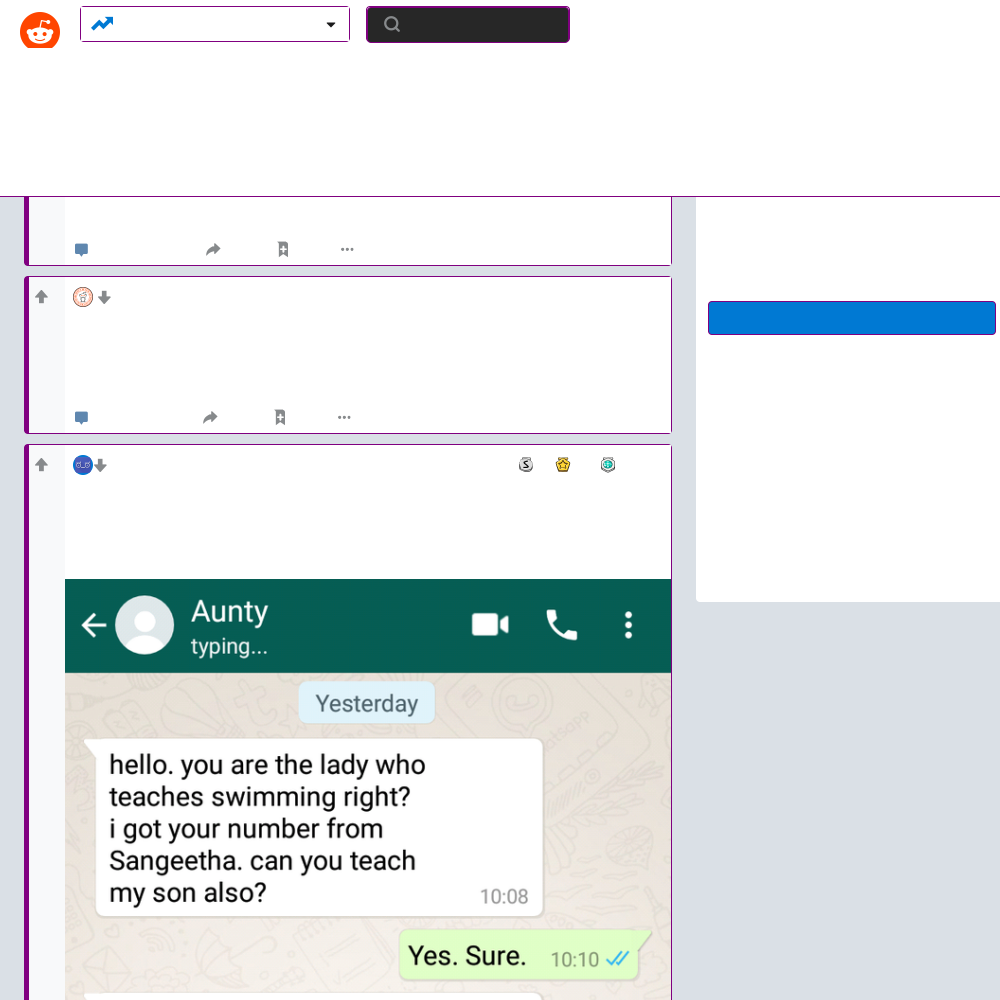 Aunty
typing...
Yesterday
hello. you are the lady who
teaches swimming right?
i got your number from
Sangeetha. can you teach
my son also?
10:08
Yes. Sure.
10:10